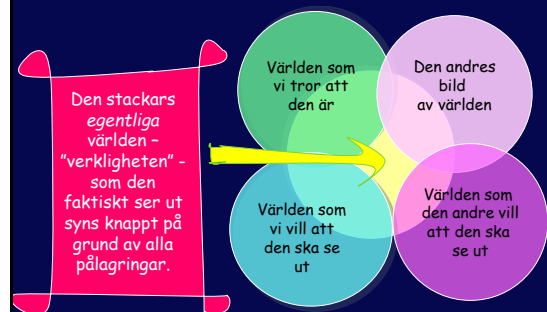 Den stackars
egentliga
världen –
”verkligheten” -
som den
faktiskt ser ut
syns knappt på
grund av alla
pålagringar.
Världen som
vi tror att
den är
Den andres
bild
av världen
Världen som
vi vill att
den ska se
ut
Världen som
den andre vill
att den ska
se ut